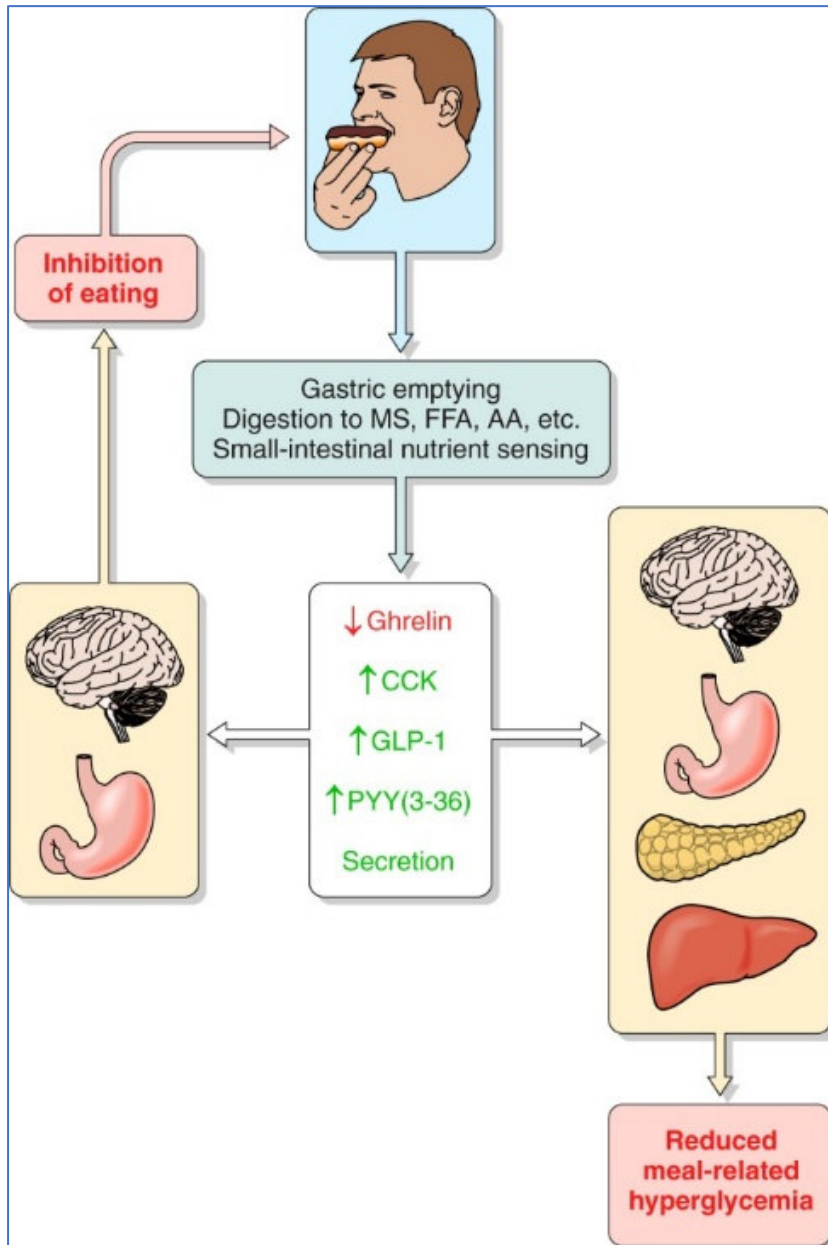 Inhibition
of eating
Gastric emptying
Digestion to MS, FFA, AA, etc.
Small-intestinal nutrient sensing
↓Ghrelin
↑CCK
↑GLP-1
↑PYY(3-36)
Secretion
Reduced
meal-related
hyperglycemia